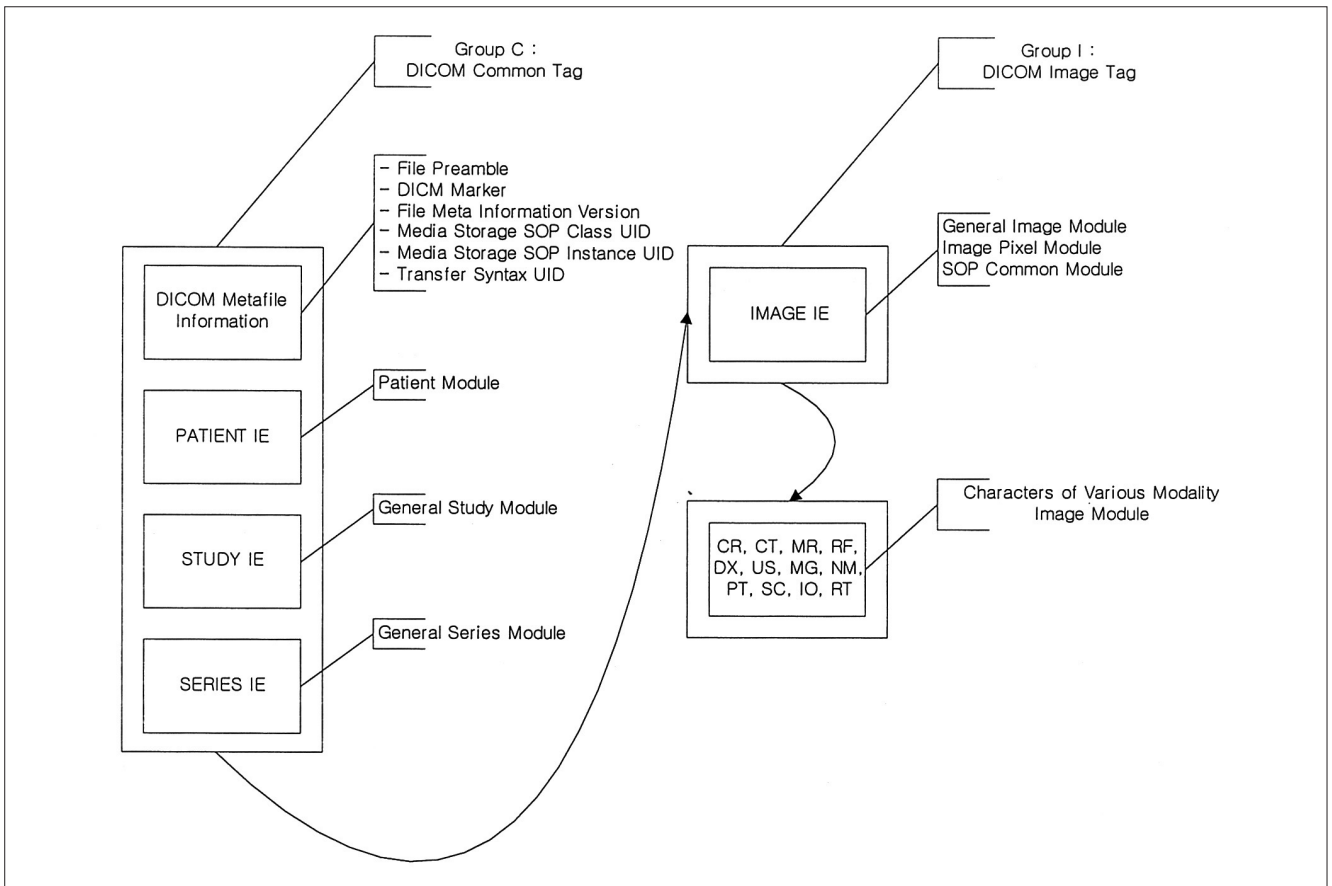 Group C :
DICOM Common Tag
- File Preamble
- DICM Marker
- File Meta Information Version
- Media Storage SOP Class UID
- Media Storage SOP Instance UID
- Transfer Syntax UID
DICOM Metafile
Information
Patient Module
PATIENT IE
General Study Module
STUDY IE
General Series Module
SERIES IE
Group I :
DICOM Image Tag
General Image Module
Image Pixel Module
SOP Common Module
IMAGE IE
Characters of Various Modality
Image Module
CR, CT, MR, RF,
DX, US, MG, NM,
PT, SC, IO, RT